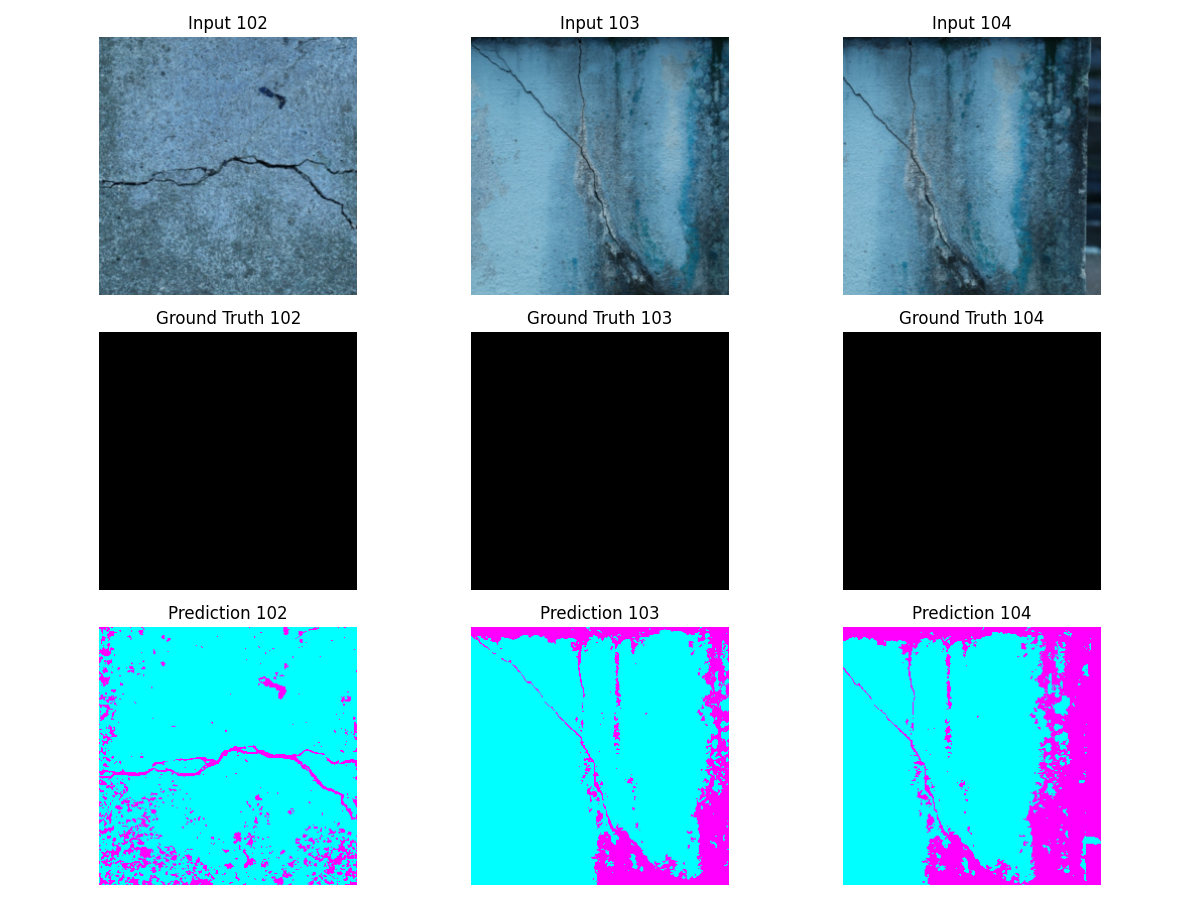 Input 102
Input 103
Input 104
Ground Truth 102
Ground Truth 103
Ground Truth 104
Prediction 102
Prediction 103
Prediction 104